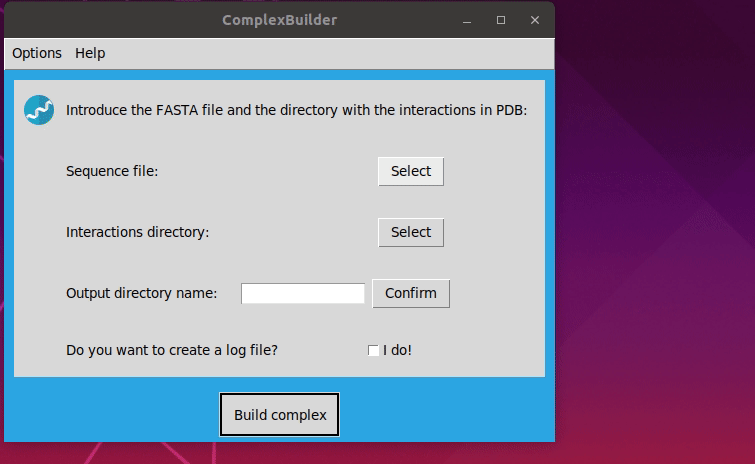 ComplexBuilder
Options Help
Introduce the FASTA file and the directory with the interactions in PDB:
Sequence file: Select
Interactions directory: Select
Output directory name: Confirm
Do you want to create a log file? I do!
Build complex